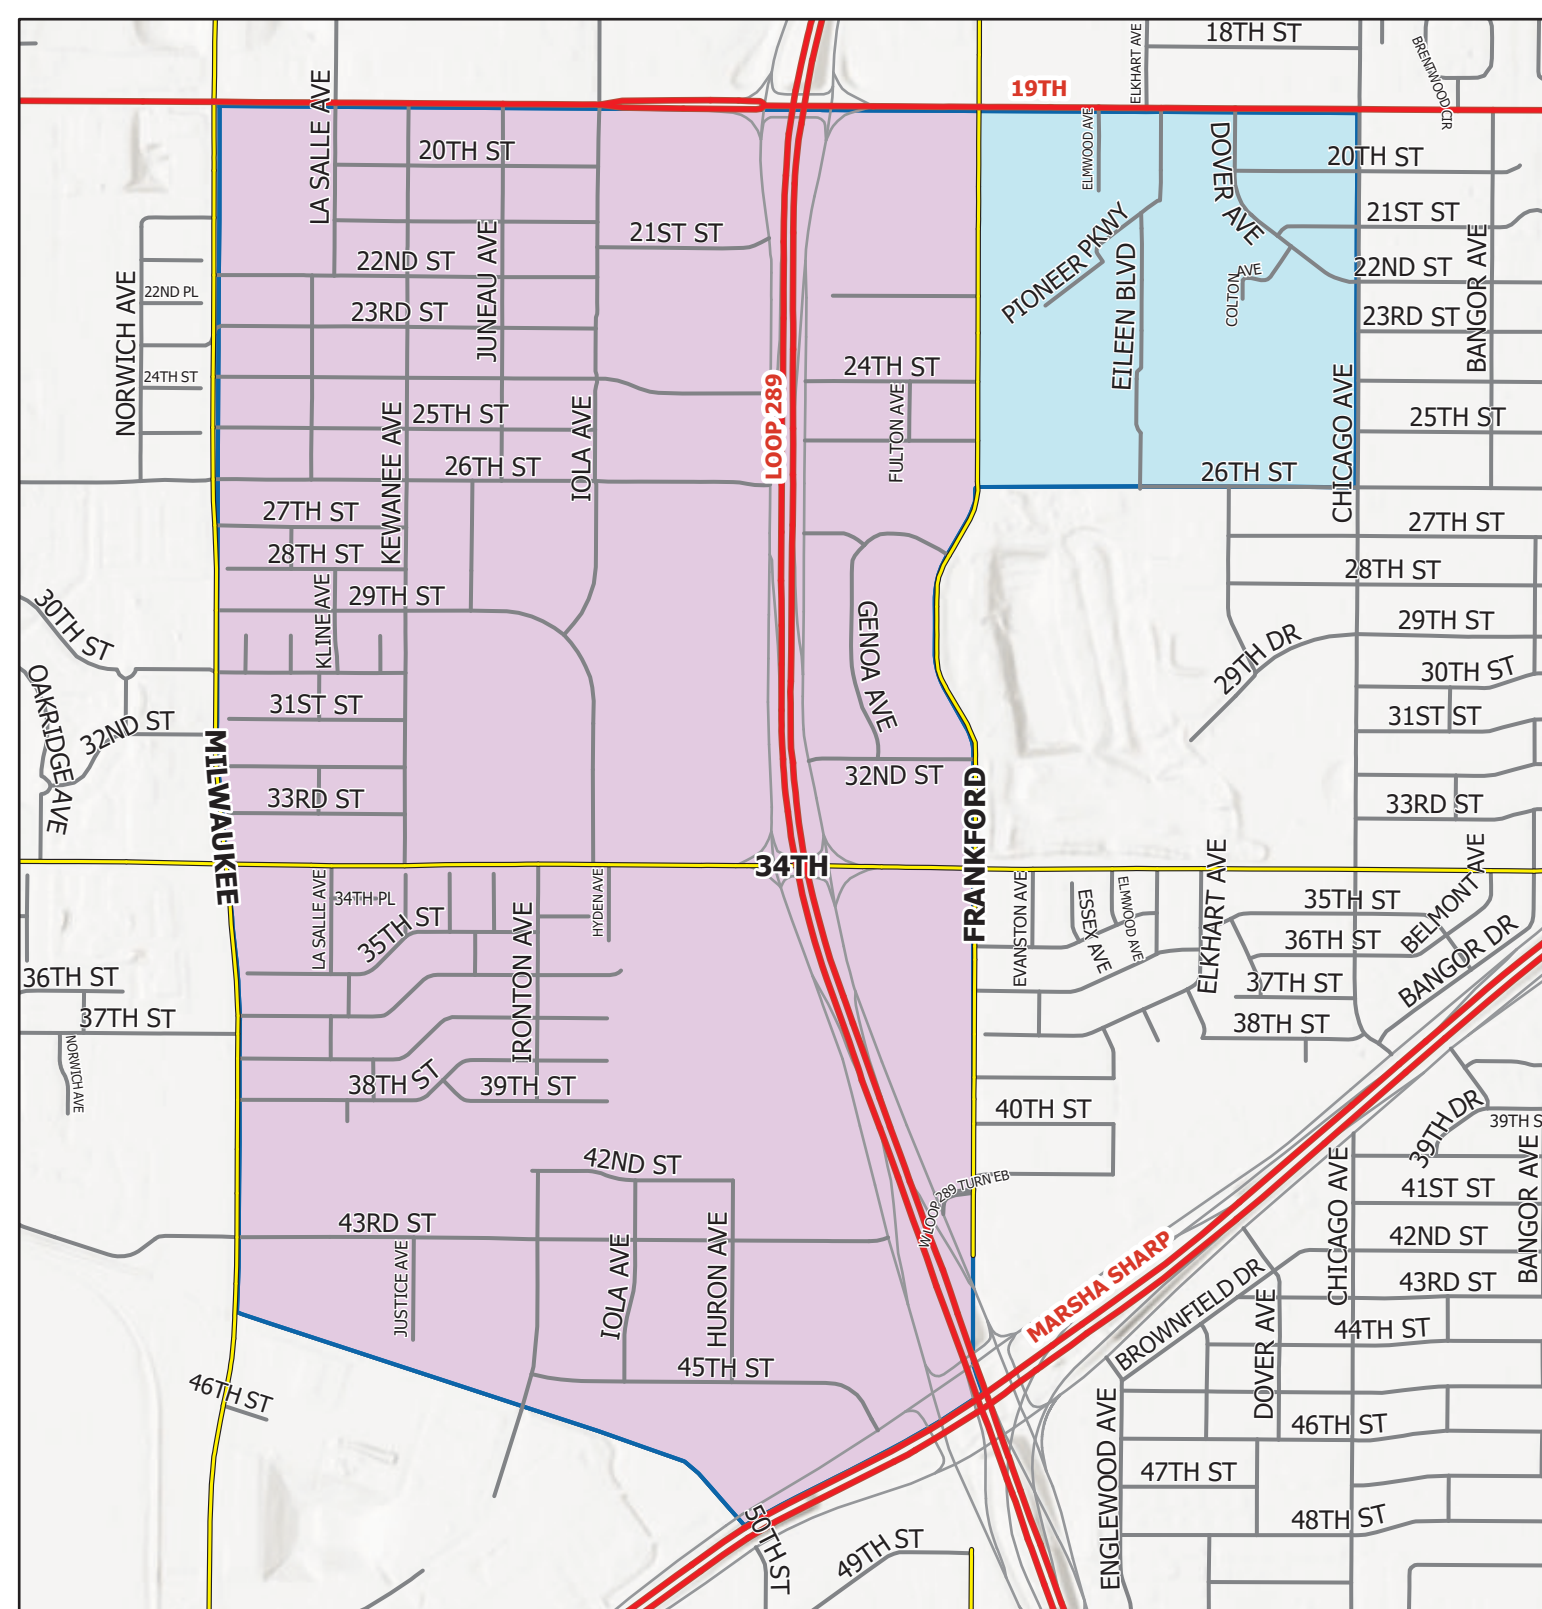 18TH ST
ELKHART AVE
BRENTWOOD CIR
19TH
LA SALLE AVE
20TH ST
ELMWOOD AVE
DOVER AVE
20TH ST
21ST ST
JUNEAU AVE
21ST ST
PIONEER PKWY
22ND ST
EILEEN BLVD
COLTON AVE
22ND ST
BANGOR AVE
NORWICH AVE
22ND PL
23RD ST
23RD ST
24TH ST
24TH ST
LOOP 289
FULTON AVE
CHICAGO AVE
KEWANEE AVE
25TH ST
IOLA AVE
25TH ST
26TH ST
26TH ST
27TH ST
27TH ST
28TH ST
28TH ST
30TH ST
KLINE AVE
29TH ST
GENOA AVE
29TH DR
29TH ST
30TH ST
OAKRIDGE AVE
32ND ST
31ST ST
31ST ST
MILWAUKEE
32ND ST
FRANKFORD
33RD ST
33RD ST
34TH
LA SALLE AVE
34TH PL
35TH ST
IRONTON AVE
HYDEN AVE
EVANSTON AVE
ESSEX AVE
ELMWOOD AVE
ELKHART AVE
35TH ST
BELMONT AVE
36TH ST
BANGOR DR
36TH ST
37TH ST
37TH ST
38TH ST
NORWICH AVE
38TH ST
39TH ST
40TH ST
39TH DR
39TH S
42ND ST
W LOOP 289 TURN EB
CHICAGO AVE
41ST ST
BANGOR AVE
43RD ST
42ND ST
JUSTICE AVE
IOLA AVE
HURON AVE
MARSHA SHARP
BROWNFIELD DR
43RD ST
DOVER AVE
44TH ST
45TH ST
46TH ST
ENGLEWOOD AVE
46TH ST
47TH ST
50TH ST
49TH ST
48TH ST